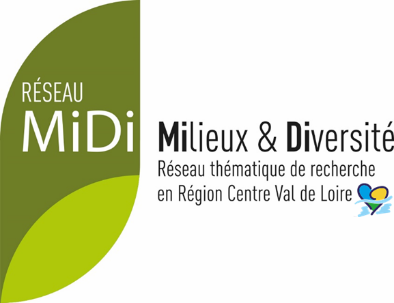 RÉSEAU
MiDi
Milieux & Diversité
Réseau thématique de recherche
en Région Centre Val de Loire